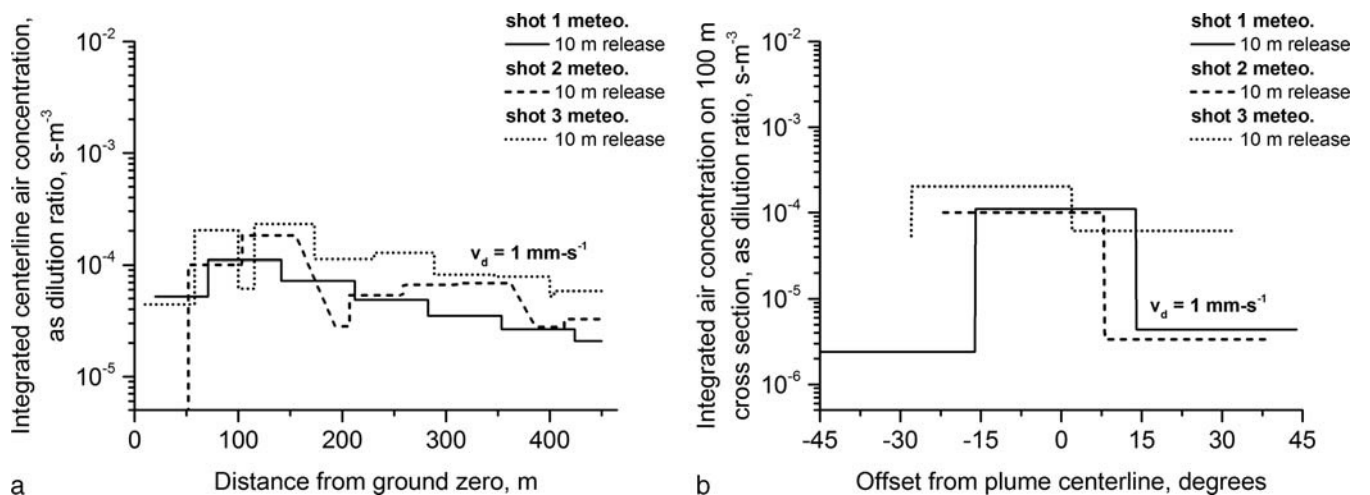 Integrated centerline air concentration,
as dilution ratio, s-m⁻³
10⁻²
10⁻³
10⁻⁴
10⁻⁵
0 100 200 300 400
Distance from ground zero, m
shot 1 meteo.
10 m release
shot 2 meteo.
10 m release
shot 3 meteo.
10 m release
v_d = 1 mm-s⁻¹
a
Integrated air concentration on 100 m
cross section, as dilution ratio, s-m⁻³
10⁻²
10⁻³
10⁻⁴
10⁻⁵
10⁻⁶
-45 -30 -15 0 15 30 45
Offset from plume centerline, degrees
shot 1 meteo.
10 m release
shot 2 meteo.
10 m release
shot 3 meteo.
10 m release
v_d = 1 mm-s⁻¹
b